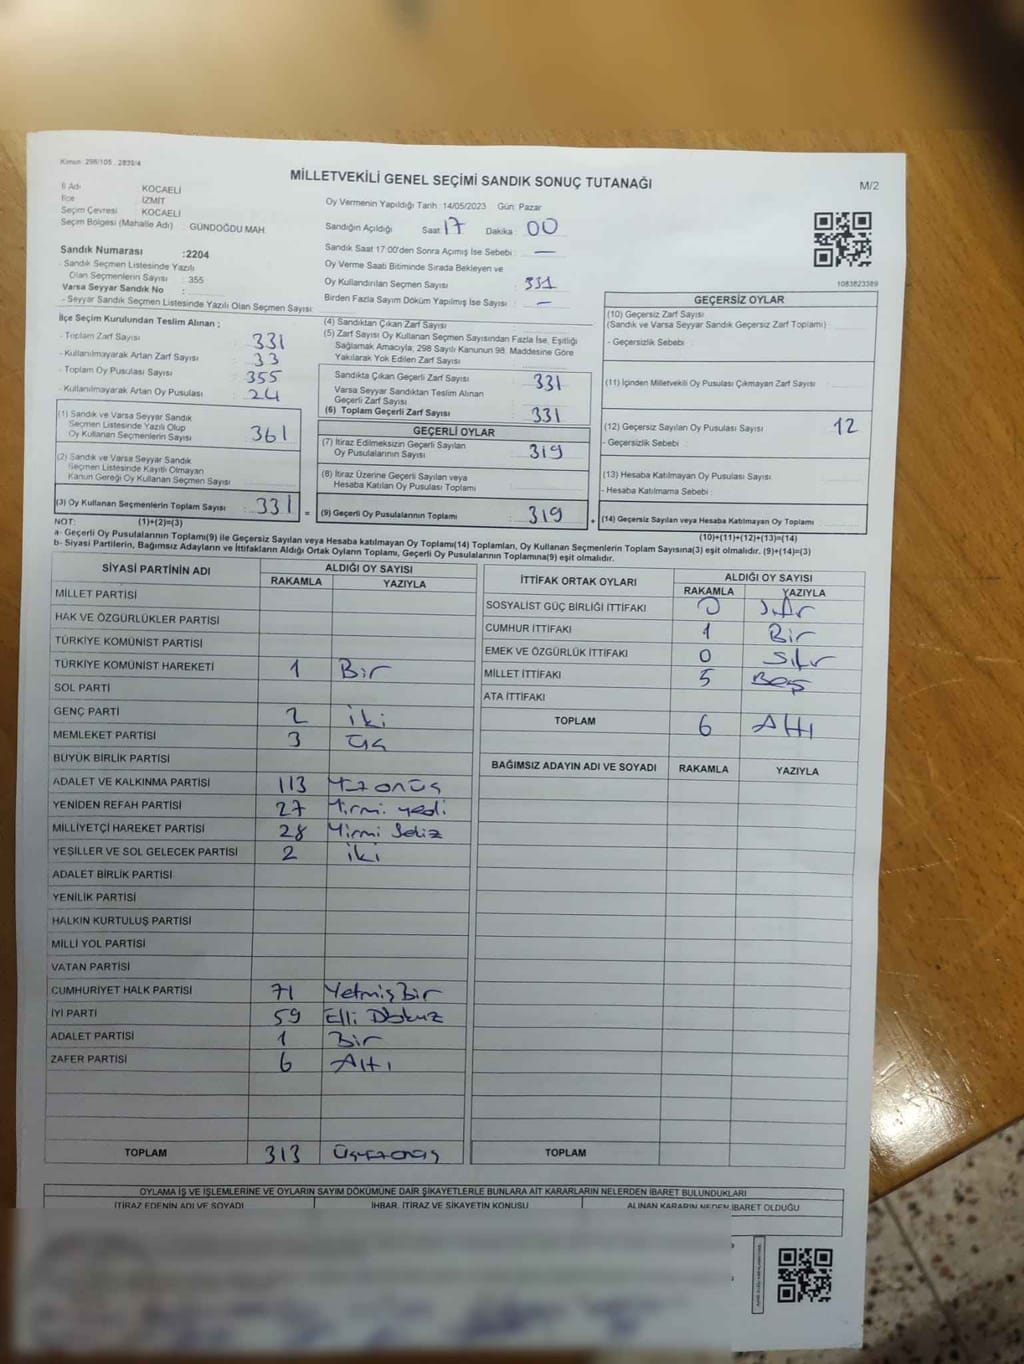 Kanun 298/105 , 2839/4
MİLLETVEKİLİ GENEL SEÇİMİ SANDIK SONUÇ TUTANAĞI
M/2
İl Adı KOCAELİ
İlçe İZMİT
Seçim Çevresi KOCAELİ
Seçim Bölgesi (Mahalle Adı) GÜNDOĞDU MAH.
Sandık Numarası :2204
- Sandık Seçmen Listesinde Yazılı
Olan Seçmenlerin Sayısı : 355
Varsa Seyyar Sandık No :
- Seyyar Sandık Seçmen Listesinde Yazılı Olan Seçmen Sayısı:
Oy Vermenin Yapıldığı Tarih :14/05/2023 Gün: Pazar
Sandığın Açıldığı Saat 17 Dakika : 00
Sandık Saat 17:00'den Sonra Açılmış İse Sebebi : —
Oy Verme Saati Bitiminde Sırada Bekleyen ve
Oy Kullandırılan Seçmen Sayısı : 331
Birden Fazla Sayım Döküm Yapılmış İse Sayısı : —
1083823389
İlçe Seçim Kurulundan Teslim Alınan ;
- Toplam Zarf Sayısı : 331
- Kullanılmayarak Artan Zarf Sayısı : 33
- Toplam Oy Pusulası Sayısı : 355
- Kullanılmayarak Artan Oy Pusulası : 24
(1) Sandık ve Varsa Seyyar Sandık
Seçmen Listesinde Yazılı Olup
Oy Kullanan Seçmenlerin Sayısı : 361
(2) Sandık ve Varsa Seyyar Sandık
Seçmen Listesinde Kayıtlı Olmayan
Kanun Gereği Oy Kullanan Seçmen Sayısı :
(3) Oy Kullanan Seçmenlerin Toplam Sayısı : 331 =
(1)+(2)=(3)
(4) Sandıktan Çıkan Zarf Sayısı :
(5) Zarf Sayısı Oy Kullanan Seçmen Sayısından Fazla İse, Eşitliği
Sağlamak Amacıyla, 298 Sayılı Kanunun 98. Maddesine Göre
Yakılarak Yok Edilen Zarf Sayısı :
Sandıkta Çıkan Geçerli Zarf Sayısı : 331
Varsa Seyyar Sandıktan Teslim Alınan
Geçerli Zarf Sayısı :
(6) Toplam Geçerli Zarf Sayısı : 331
GEÇERLİ OYLAR
(7) İtiraz Edilmeksizin Geçerli Sayılan
Oy Pusulalarının Sayısı : 319
(8) İtiraz Üzerine Geçerli Sayılan veya
Hesaba Katılan Oy Pusulası Toplamı :
(9) Geçerli Oy Pusulalarının Toplamı : 319 +
GEÇERSİZ OYLAR
(10) Geçersiz Zarf Sayısı
(Sandık ve Varsa Seyyar Sandık Geçersiz Zarf Toplamı)
- Geçersizlik Sebebi :
(11) İçinden Milletvekili Oy Pusulası Çıkmayan Zarf Sayısı :
(12) Geçersiz Sayılan Oy Pusulası Sayısı : 12
- Geçersizlik Sebebi :
(13) Hesaba Katılmayan Oy Pusulası Sayısı :
- Hesaba Katılmama Sebebi :
(14) Geçersiz Sayılan veya Hesaba Katılmayan Oy Toplamı :
(10)+(11)+(12)+(13)=(14)
NOT:
a- Geçerli Oy Pusulalarının Toplamı(9) ile Geçersiz Sayılan veya Hesaba Katılmayan Oy Toplamı(14) Toplamları, Oy Kullanan Seçmenlerin Toplam Sayısına(3) eşit olmalıdır. (9)+(14)=(3)
b- Siyasi Partilerin, Bağımsız Adayların ve İttifakların Aldığı Ortak Oyların Toplamı, Geçerli Oy Pusulalarının Toplamına(9) eşit olmalıdır.
SİYASİ PARTİNİN ADI ALDIĞI OY SAYISI
RAKAMLA YAZIYLA
MİLLET PARTİSİ
HAK VE ÖZGÜRLÜKLER PARTİSİ
TÜRKİYE KOMÜNİST PARTİSİ
TÜRKİYE KOMÜNİST HAREKETİ 1 Bir
SOL PARTİ
GENÇ PARTİ 2 iki
MEMLEKET PARTİSİ 3 üç
BÜYÜK BİRLİK PARTİSİ
ADALET VE KALKINMA PARTİSİ 113 Yüzonüç
YENİDEN REFAH PARTİSİ 27 Yirmi yedi
MİLLİYETÇİ HAREKET PARTİSİ 28 Yirmi Sekiz
YEŞİLLER VE SOL GELECEK PARTİSİ 2 iki
ADALET BİRLİK PARTİSİ
YENİLİK PARTİSİ
HALKIN KURTULUŞ PARTİSİ
MİLLİ YOL PARTİSİ
VATAN PARTİSİ
CUMHURİYET HALK PARTİSİ 71 Yetmiş Bir
İYİ PARTİ 59 Elli Dokuz
ADALET PARTİSİ 1 Bir
ZAFER PARTİSİ 6 Altı
TOPLAM 313 üçyüzonüç
İTTİFAK ORTAK OYLARI ALDIĞI OY SAYISI
RAKAMLA YAZIYLA
SOSYALİST GÜÇ BİRLİĞİ İTTİFAKI 0 Sıfır
CUMHUR İTTİFAKI 1 Bir
EMEK VE ÖZGÜRLÜK İTTİFAKI 0 Sıfır
MİLLET İTTİFAKI 5 Beş
ATA İTTİFAKI
TOPLAM 6 Altı
BAĞIMSIZ ADAYIN ADI VE SOYADI RAKAMLA YAZIYLA
TOPLAM
OYLAMA İŞ VE İŞLEMLERİNE VE OYLARIN SAYIM DÖKÜMÜNE DAİR ŞİKAYETLERLE BUNLARA AİT KARARLARIN NELERDEN İBARET BULUNDUKLARI
İTİRAZ EDENİN ADI VE SOYADI İHBAR, İTİRAZ VE ŞİKAYETİN KONUSU ALINAN KARARIN NEDEN İBARET OLDUĞU